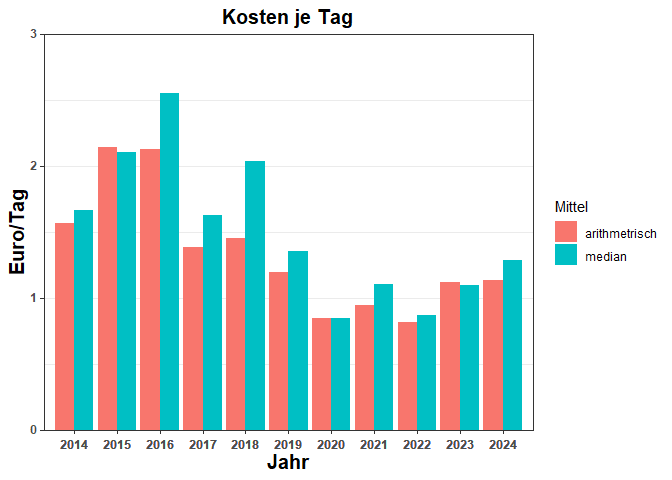 Kosten je Tag
3
2
1
0
Euro/Tag
2014 2015 2016 2017 2018 2019 2020 2021 2022 2023 2024
Jahr
Mittel
arithmetrisch
median